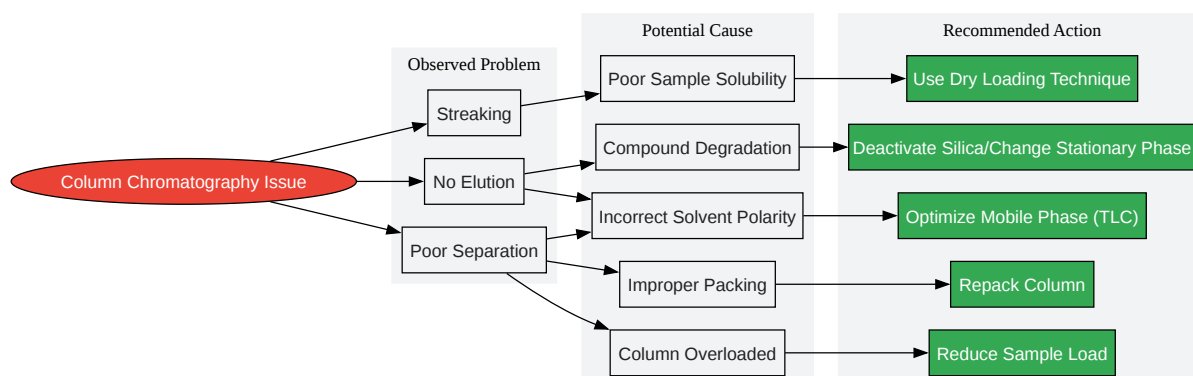 Potential Cause
Recommended Action
Observed Problem
Poor Sample Solubility
Use Dry Loading Technique
Streaking
Compound Degradation
Deactivate Silica/Change Stationary Phase
Column Chromatography Issue
No Elution
Incorrect Solvent Polarity
Optimize Mobile Phase (TLC)
Poor Separation
Improper Packing
Repack Column
Column Overloaded
Reduce Sample Load